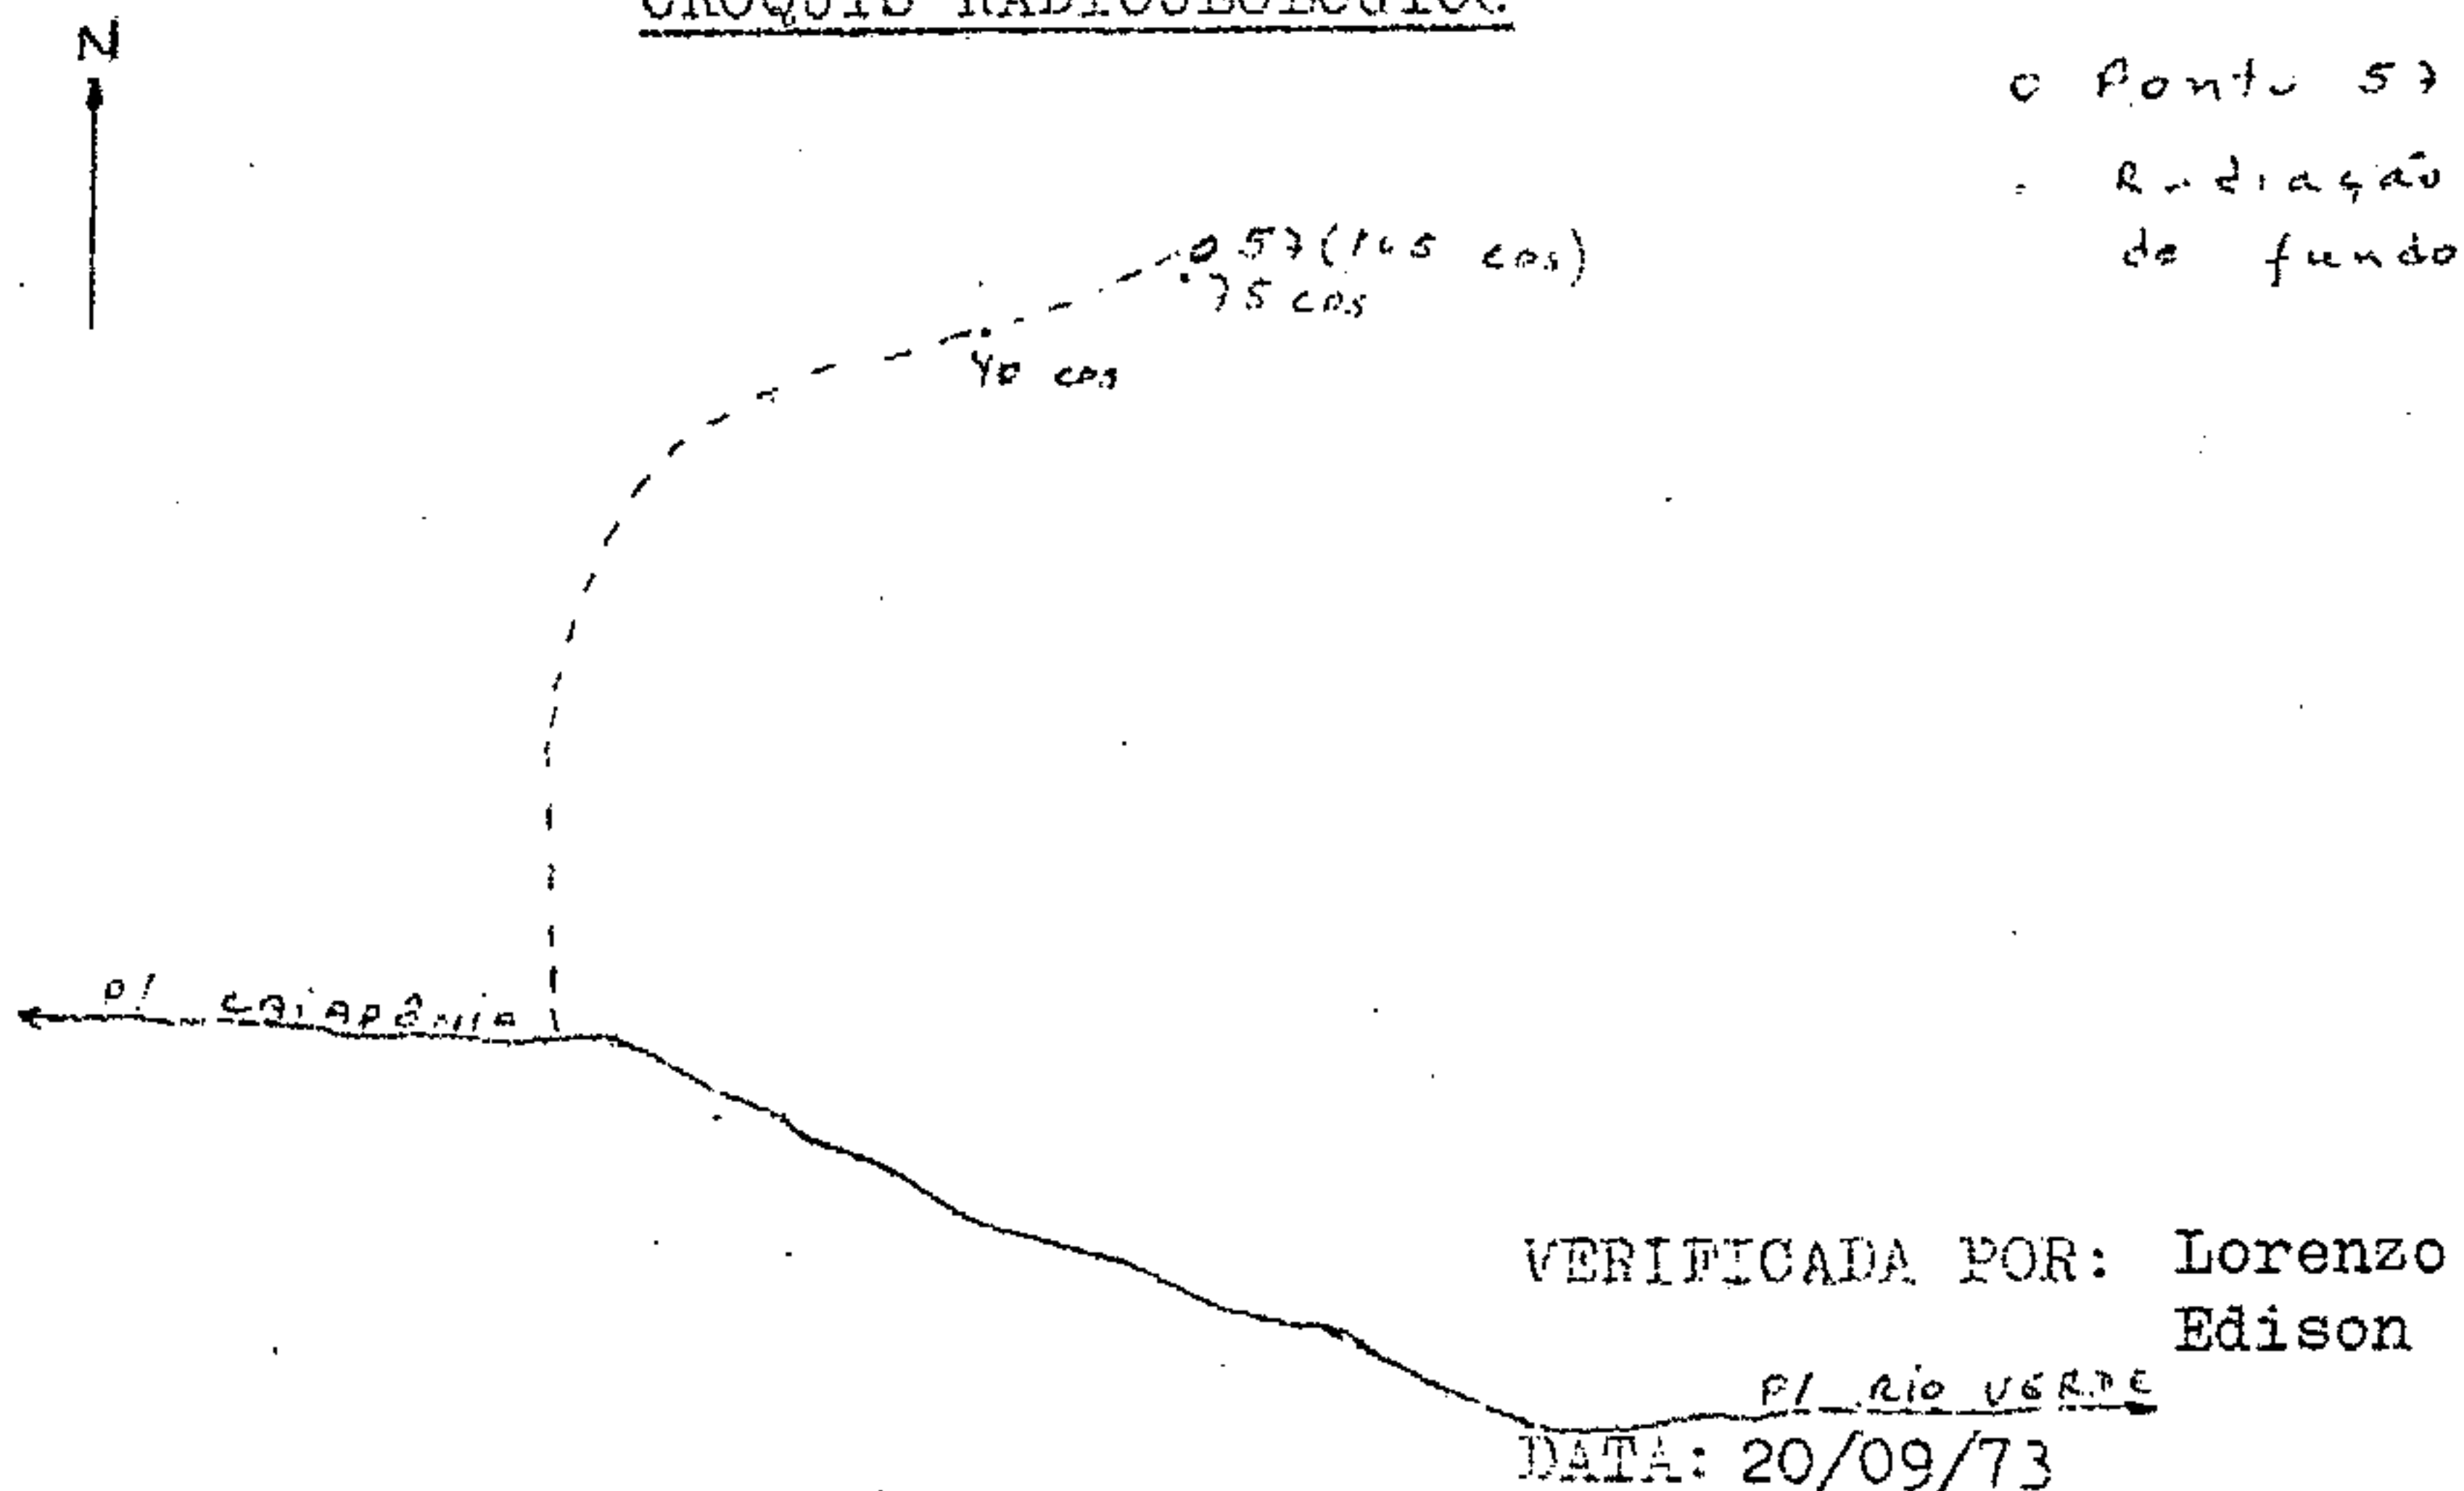 CROQUIS RADIOGEOLÓGICO
N
o Ponto 57
. Radiação
de fundo
57 (145 cps)
75 cps
40 cps
p/ Caiapônia
VERIFICADA POR: Lorenzo
Edison
P/ RIO VERDE
DATA: 20/09/73